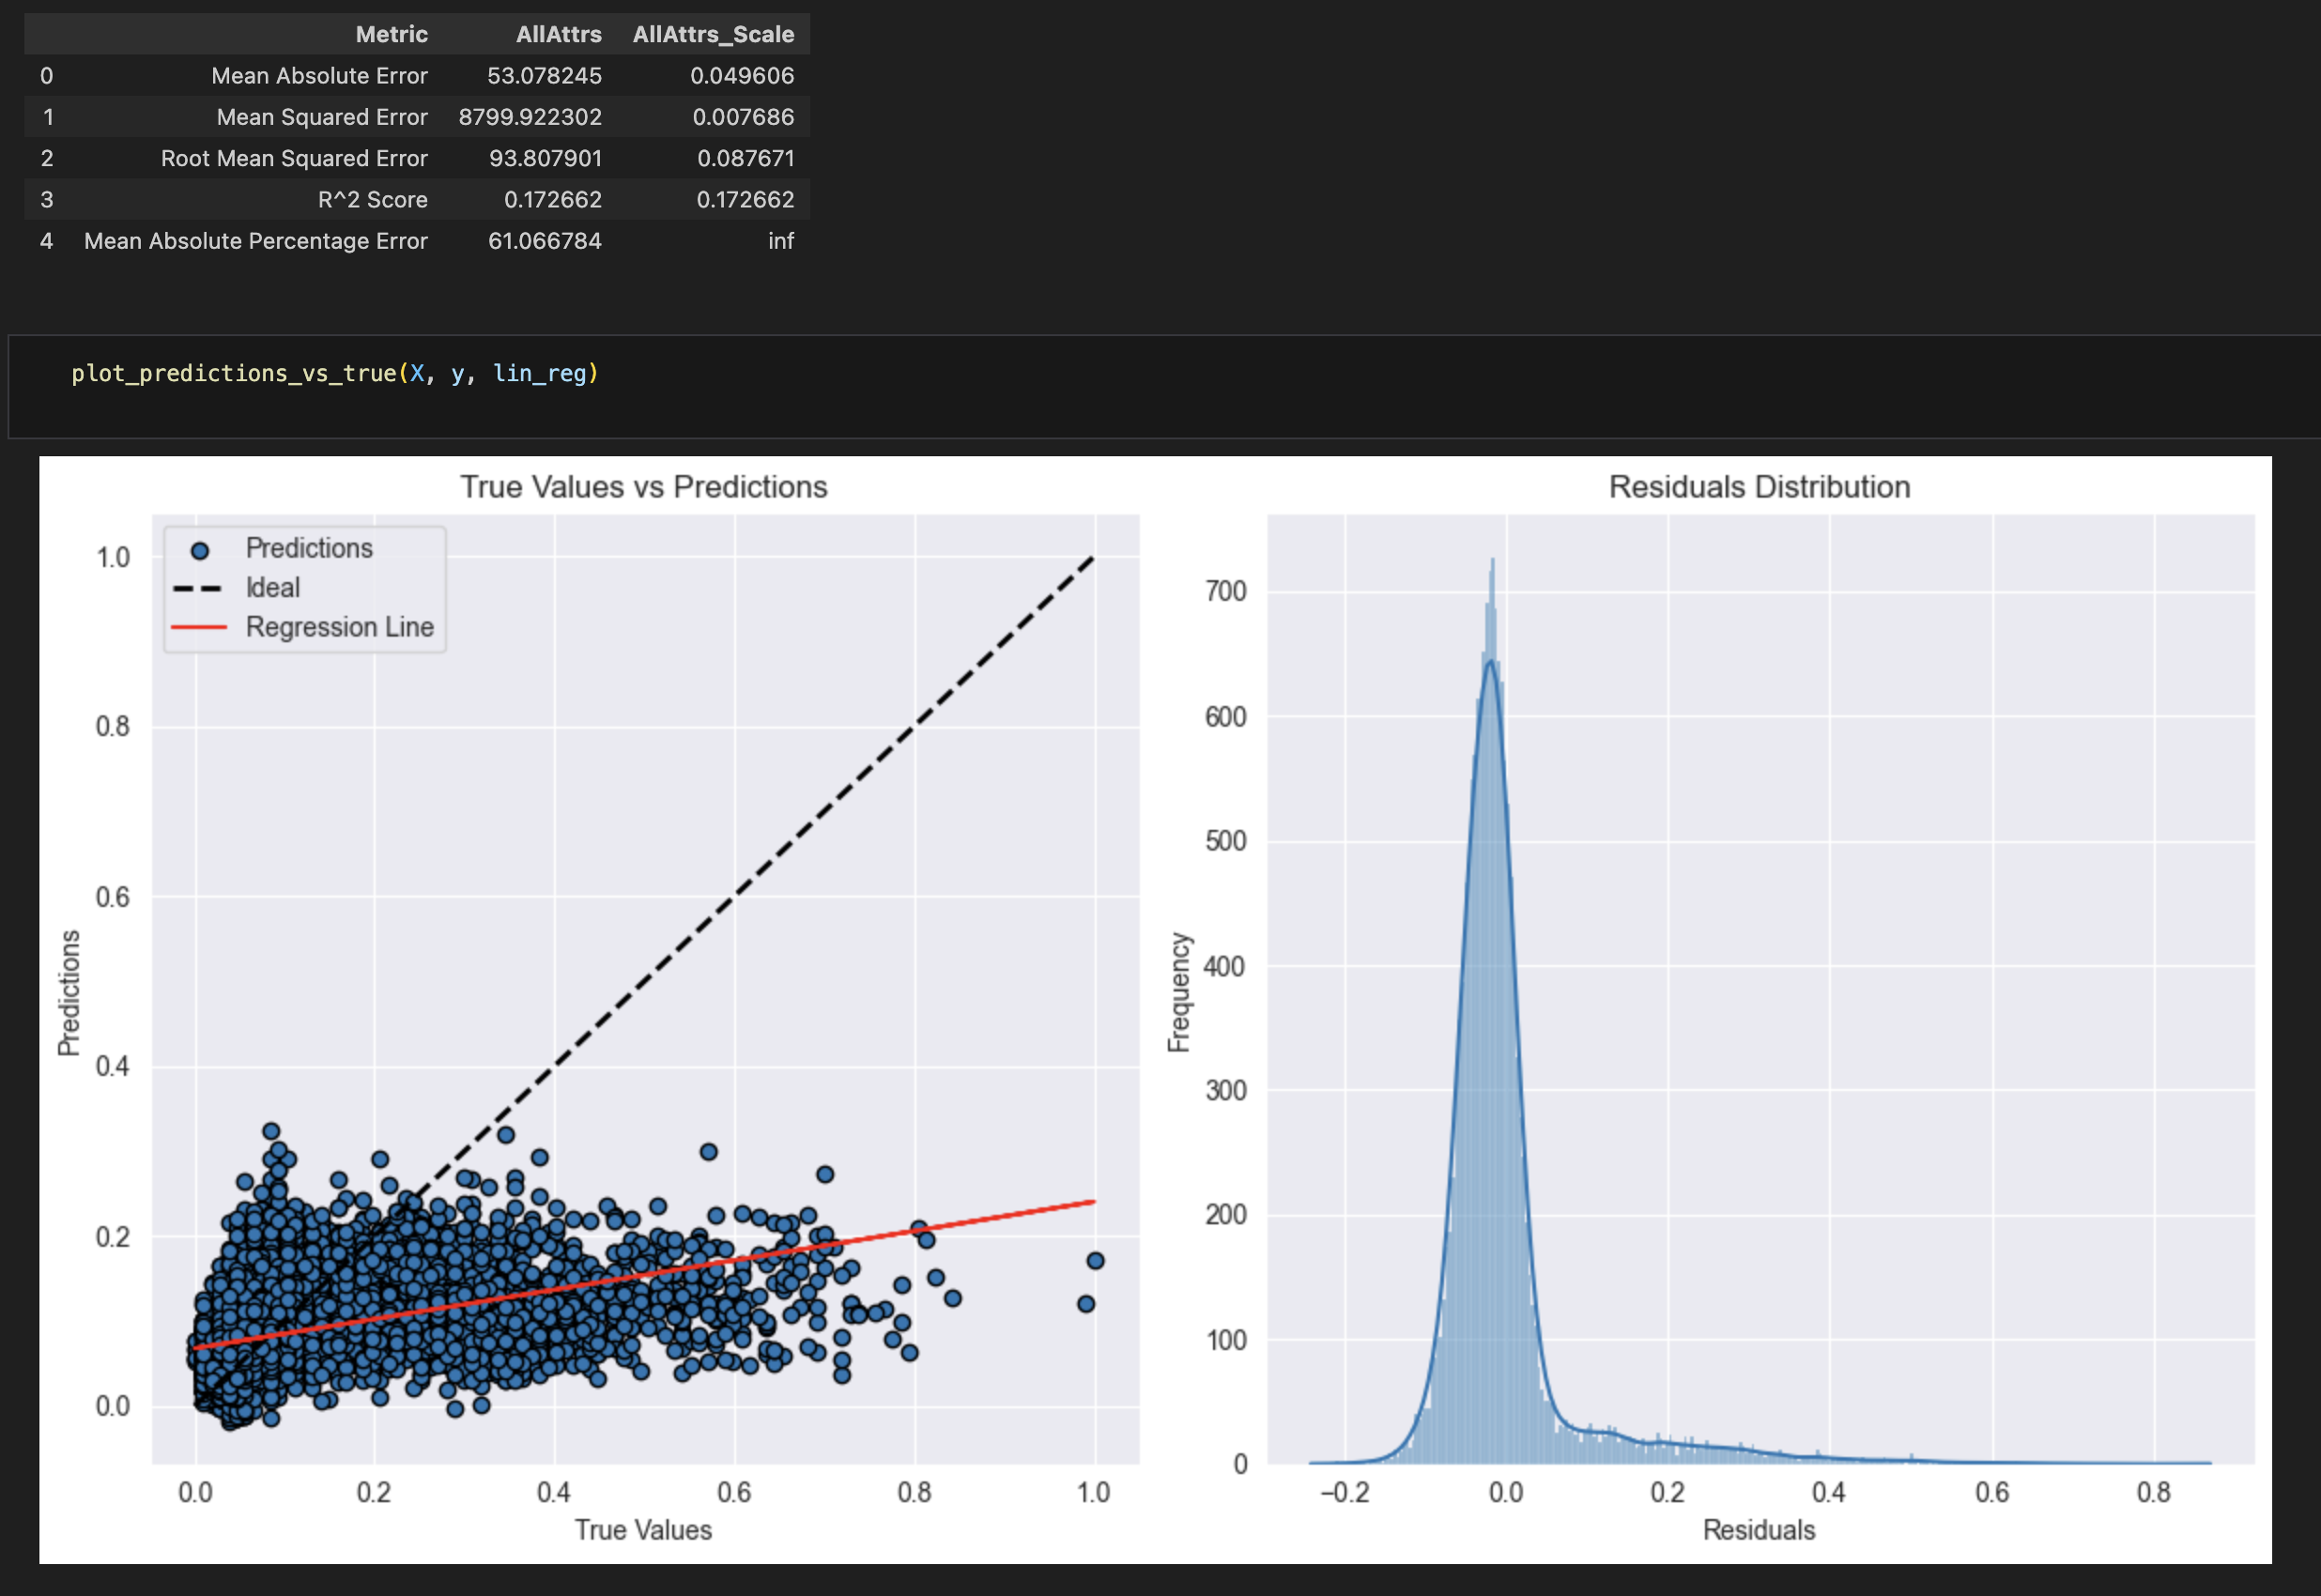 Metric AllAttrs AllAttrs_Scale
0 Mean Absolute Error 53.078245 0.049606
1 Mean Squared Error 8799.922302 0.007686
2 Root Mean Squared Error 93.807901 0.087671
3 R^2 Score 0.172662 0.172662
4 Mean Absolute Percentage Error 61.066784 inf
plot_predictions_vs_true(X, y, lin_reg)
True Values vs Predictions
Predictions
Ideal
Regression Line
1.0
0.8
0.6
0.4
0.2
0.0
Predictions
0.0 0.2 0.4 0.6 0.8 1.0
True Values
Residuals Distribution
700
600
500
400
300
200
100
0
Frequency
−0.2 0.0 0.2 0.4 0.6 0.8
Residuals